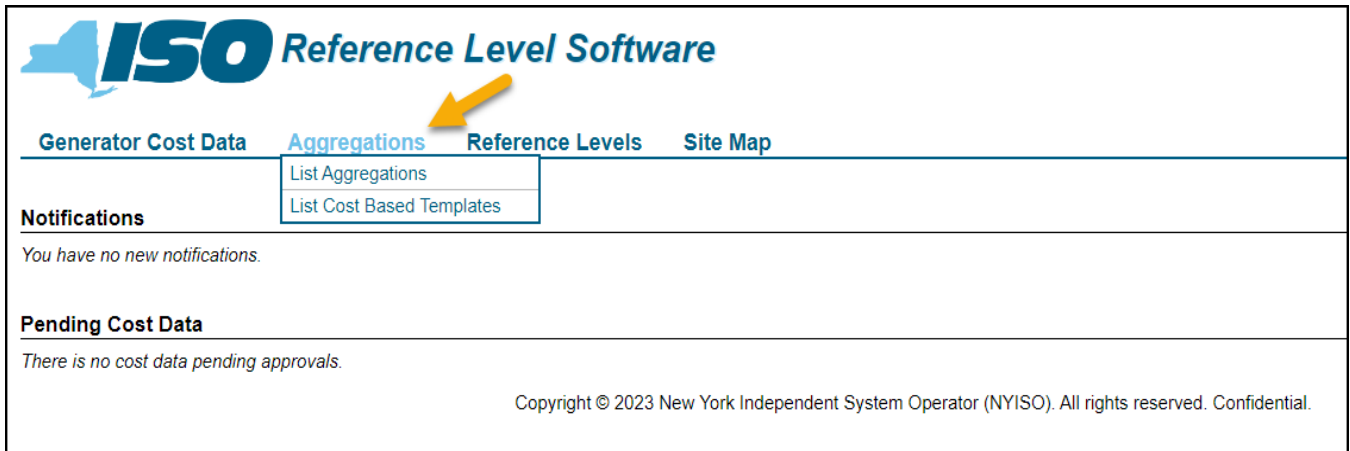 ISO Reference Level Software
Generator Cost Data Aggregations Reference Levels Site Map
List Aggregations
List Cost Based Templates
Notifications
You have no new notifications.
Pending Cost Data
There is no cost data pending approvals.
Copyright © 2023 New York Independent System Operator (NYISO). All rights reserved. Confidential.